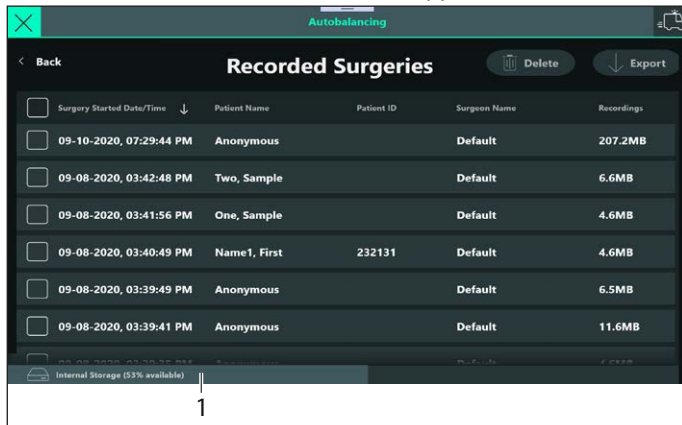 Autobalancing
Back
Recorded Surgeries
Delete
Export
Surgery Started Date/Time ↓ Patient Name Patient ID Surgeon Name Recordings
09-10-2020, 07:29:44 PM Anonymous Default 207.2MB
09-08-2020, 03:42:48 PM Two, Sample Default 6.6MB
09-08-2020, 03:41:56 PM One, Sample Default 4.6MB
09-08-2020, 03:40:49 PM Name1, First 232131 Default 4.6MB
09-08-2020, 03:39:49 PM Anonymous Default 6.5MB
09-08-2020, 03:39:41 PM Anonymous Default 11.6MB
Internal Storage (53% available)
1